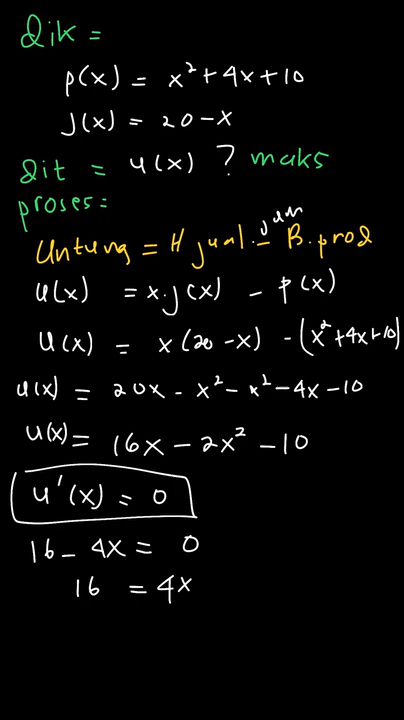 dik =
p(x) = x² + 4x + 10
j(x) = 20 - x
dit = u(x) ? maks
proses =
Untung = H jual . jum - B. prod
u(x) = x . j(x) - p(x)
u(x) = x(20 - x) - (x² + 4x + 10)
u(x) = 20x - x² - x² - 4x - 10
u(x) = 16x - 2x² - 10
u'(x) = 0
16 - 4x = 0
16 = 4x